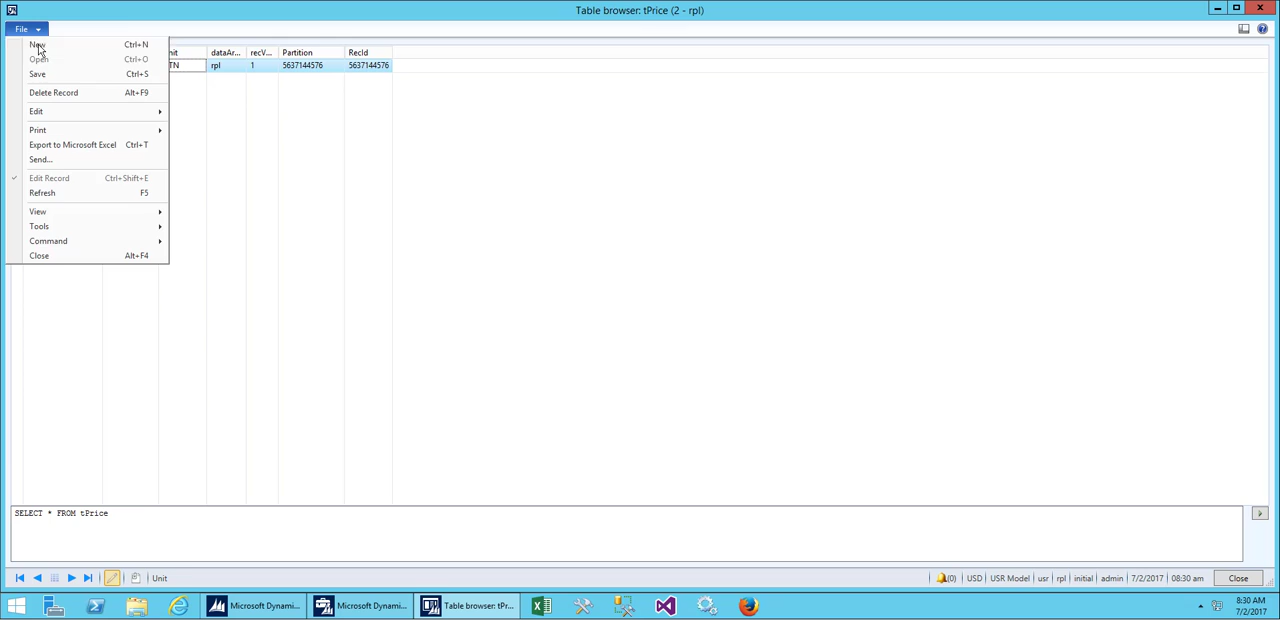 Table browser: tPrice (2 - rpl)
File
New Ctrl+N
Open Ctrl+O
Save Ctrl+S
Delete Record Alt+F9
Edit
Print
Export to Microsoft Excel Ctrl+T
Send...
Edit Record Ctrl+Shift+E
Refresh F5
View
Tools
Command
Close Alt+F4
nit dataAr... recV... Partition RecId
TN rpl 1 5637144576 5637144576
SELECT * FROM tPrice
Unit
(0) USD USR Model usr rpl initial admin 7/2/2017 08:30 am Close
Microsoft Dynami... Microsoft Dynami... Table browser: tPr...
8:30 AM
7/2/2017